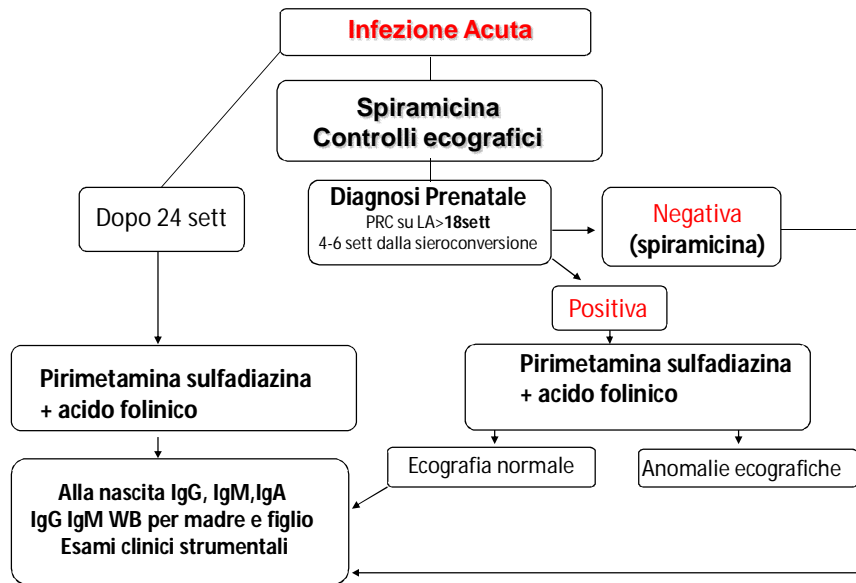 Infezione Acuta
Spiramicina
Controlli ecografici
Dopo 24 sett
Diagnosi Prenatale
PRC su LA>18sett
4-6 sett dalla sieroconversione
Negativa
(spiramicina)
Positiva
Pirimetamina sulfadiazina
+ acido folinico
Pirimetamina sulfadiazina
+ acido folinico
Ecografia normale
Anomalie ecografiche
Alla nascita IgG, IgM,IgA
IgG IgM WB per madre e figlio
Esami clinici strumentali